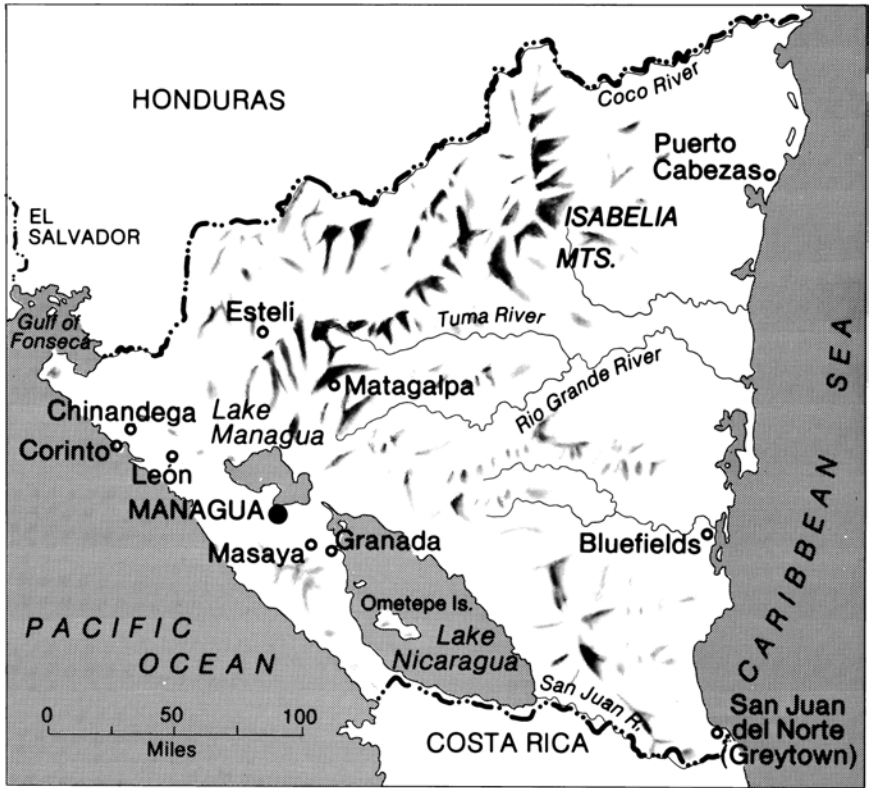 HONDURAS
Coco River
Puerto
Cabezas
EL
SALVADOR
ISABELIA
MTS.
Gulf of
Fonseca
Esteli
Tuma River
CARIBBEAN SEA
Matagalpa
Rio Grande River
Chinandega
Lake
Managua
Corinto
León
MANAGUA
Masaya
Granada
Bluefields
Ometepe Is.
Lake
Nicaragua
PACIFIC
OCEAN
San Juan R.
San Juan
del Norte
(Greytown)
0 50 100
Miles
COSTA RICA